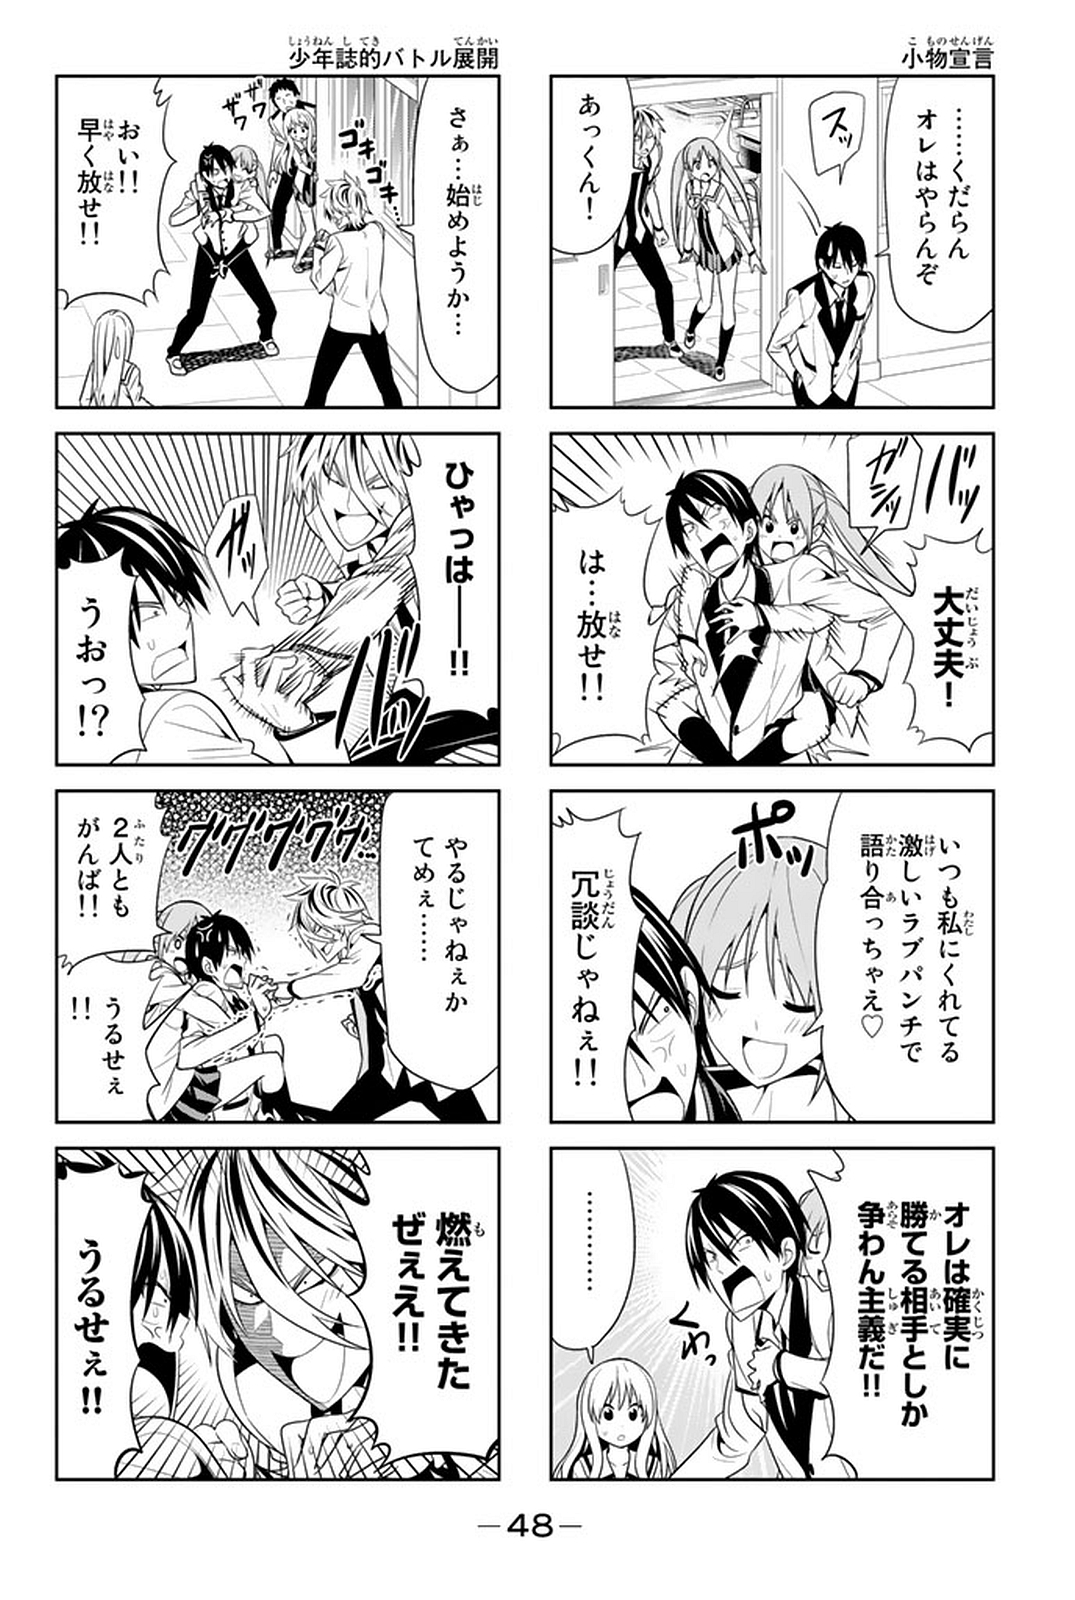 小物宣言
……くだらん
オレはやらんぞ
スッ
あっくん！
バッ
ガシッ
大丈夫！
は…放せ!!
いつも私にくれてる
激しいラブパンチで
語り合っちゃえ♡
ポッ
冗談じゃねぇ!!
オレは確実に
勝てる相手としか
争わん主義だ!!
くわっ
…………
少年誌的バトル展開
さぁ…始めようか…
ゴキゴキ…
ザワザワ
おい!!
早く放せ!!
ひゃっはー――!!
うおっ!?
やるじゃねぇか
てめぇ……
ググググググ…
2人とも
がんば!!
うるせぇ
!!
燃えてきた
ぜぇえ!!
うるせぇ!!
―48―